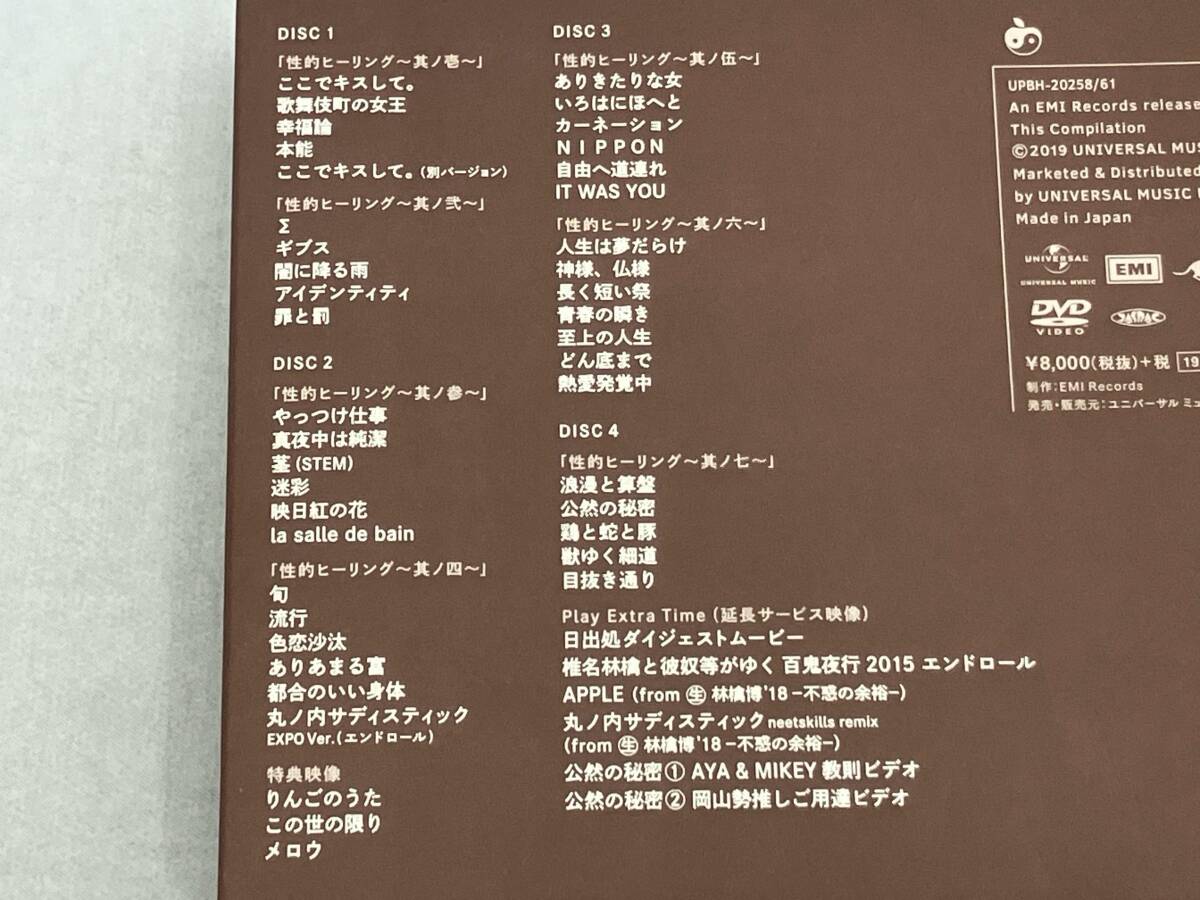 DISC 1
「性的ヒーリング〜其ノ壱〜」
ここでキスして。
歌舞伎町の女王
幸福論
本能
ここでキスして。(別バージョン)
「性的ヒーリング〜其ノ弐〜」
Σ
ギブス
闇に降る雨
アイデンティティ
罪と罰
DISC 2
「性的ヒーリング〜其ノ参〜」
やっつけ仕事
真夜中は純潔
茎(STEM)
迷彩
映日紅の花
la salle de bain
「性的ヒーリング〜其ノ四〜」
旬
流行
色恋沙汰
ありあまる富
都合のいい身体
丸ノ内サディスティック
EXPO Ver.(エンドロール)
特典映像
りんごのうた
この世の限り
メロウ
DISC 3
「性的ヒーリング〜其ノ伍〜」
ありきたりな女
いろはにほへと
カーネーション
NIPPON
自由へ道連れ
IT WAS YOU
「性的ヒーリング〜其ノ六〜」
人生は夢だらけ
神様、仏様
長く短い祭
青春の瞬き
至上の人生
どん底まで
熱愛発覚中
DISC 4
「性的ヒーリング〜其ノ七〜」
浪漫と算盤
公然の秘密
鶏と蛇と豚
獣ゆく細道
目抜き通り
Play Extra Time (延長サービス映像)
日出処ダイジェストムービー
椎名林檎と彼奴等がゆく 百鬼夜行 2015 エンドロール
APPLE (from ㊕ 林檎博'18 −不惑の余裕−)
丸ノ内サディスティック neetskills remix
(from 生 林檎博'18 −不惑の余裕−)
公然の秘密① AYA & MIKEY 教則ビデオ
公然の秘密② 岡山勢推しご用達ビデオ
UPBH-20258/61
An EMI Records release
This Compilation
©2019 UNIVERSAL MUS
Marketed & Distributed
by UNIVERSAL MUSIC
Made in Japan
UNIVERSAL
UNIVERSAL MUSIC
EMI
DVD
VIDEO
JASRAC
¥8,000(税抜)+税 19
制作:EMI Records
発売・販売元:ユニバーサル ミュ